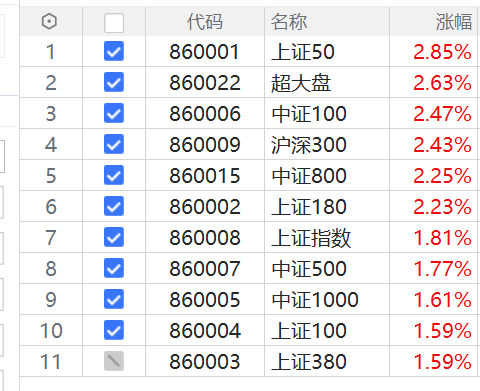 代码 名称 涨幅
1 860001 上证50 2.85%
2 860022 超大盘 2.63%
3 860006 中证100 2.47%
4 860009 沪深300 2.43%
5 860015 中证800 2.25%
6 860002 上证180 2.23%
7 860008 上证指数 1.81%
8 860007 中证500 1.77%
9 860005 中证1000 1.61%
10 860004 上证100 1.59%
11 860003 上证380 1.59%